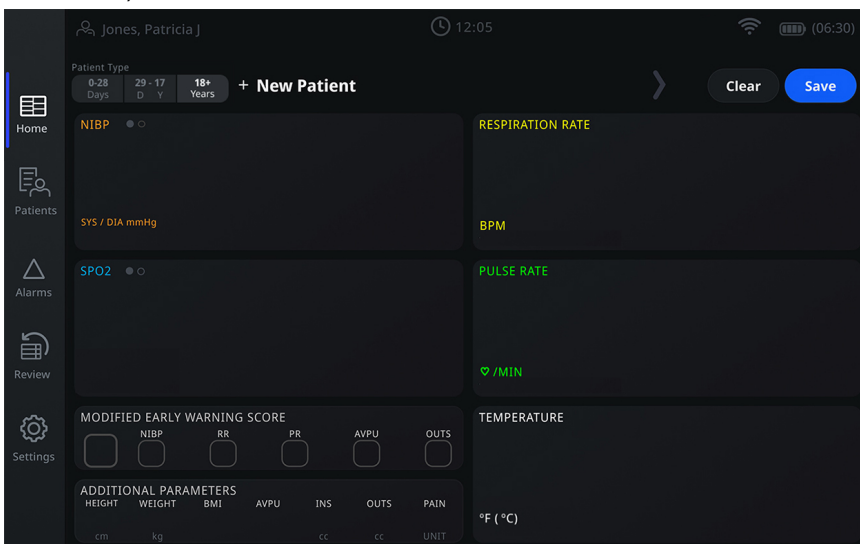 Jones, Patricia J
12:05
(06:30)
Patient Type
0-28 Days
29 - 17 D Y
18+ Years
+ New Patient
Clear
Save
Home
Patients
Alarms
Review
Settings
NIBP
SYS / DIA mmHg
RESPIRATION RATE
BPM
SPO2
PULSE RATE
/MIN
MODIFIED EARLY WARNING SCORE
NIBP RR PR AVPU OUTS
TEMPERATURE
ºF ( ºC)
ADDITIONAL PARAMETERS
HEIGHT WEIGHT BMI AVPU INS OUTS PAIN
cm kg cc cc UNIT